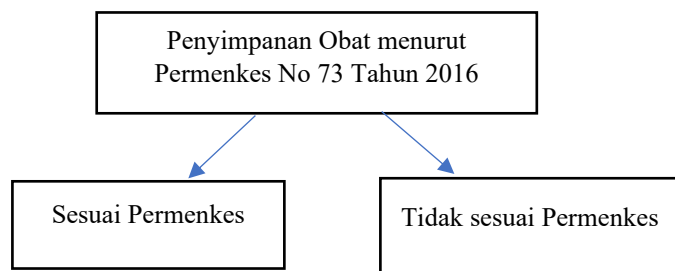 Penyimpanan Obat menurut
Permenkes No 73 Tahun 2016
Sesuai Permenkes
Tidak sesuai Permenkes